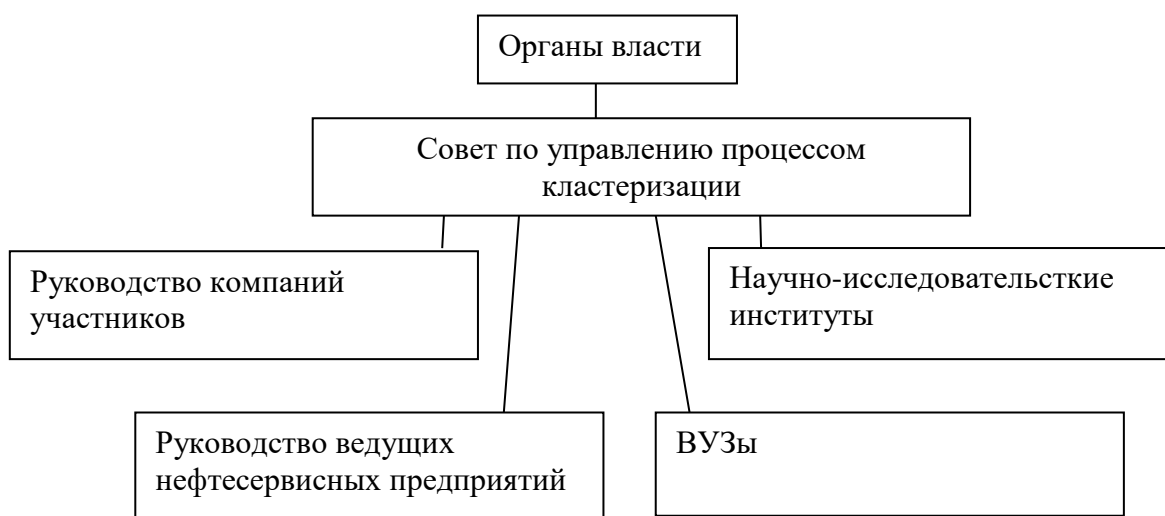 Органы власти
Совет по управлению процессом
кластеризации
Руководство компаний
участников
Научно-исследовательсткие
институты
Руководство ведущих
нефтесервисных предприятий
ВУЗы